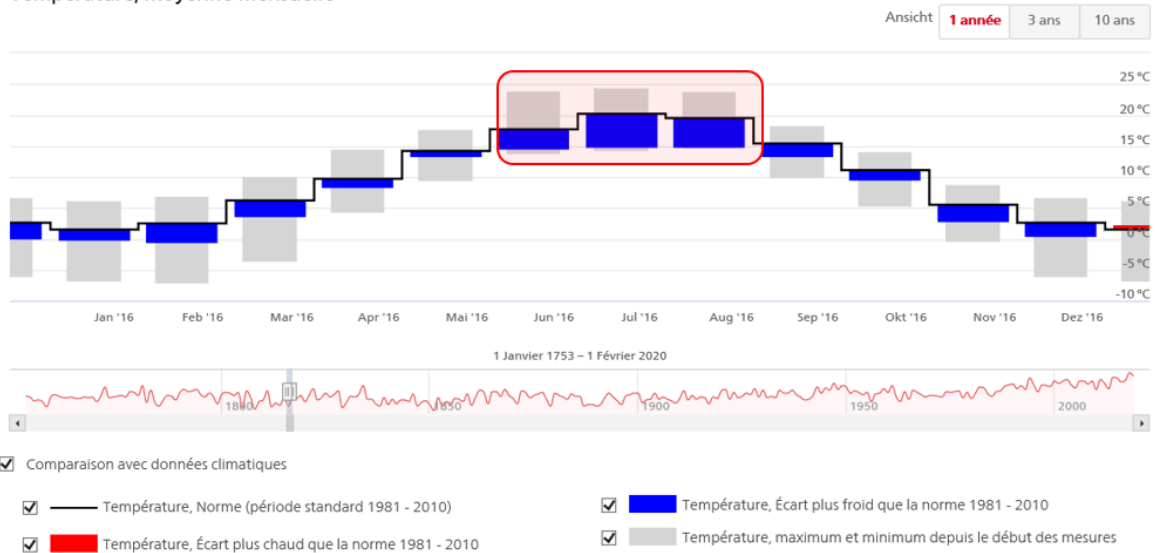 Température, moyenne mensuelle
Ansicht 1 année 3 ans 10 ans
25 °C
20 °C
15 °C
10 °C
5 °C
0 °C
-5 °C
-10 °C
Jan '16 Feb '16 Mar '16 Apr '16 Mai '16 Jun '16 Jul '16 Aug '16 Sep '16 Okt '16 Nov '16 Dez '16
1 Janvier 1753 – 1 Février 2020
1800 1850 1900 1950 2000
Comparaison avec données climatiques
Température, Norme (période standard 1981 - 2010)
Température, Écart plus froid que la norme 1981 - 2010
Température, Écart plus chaud que la norme 1981 - 2010
Température, maximum et minimum depuis le début des mesures